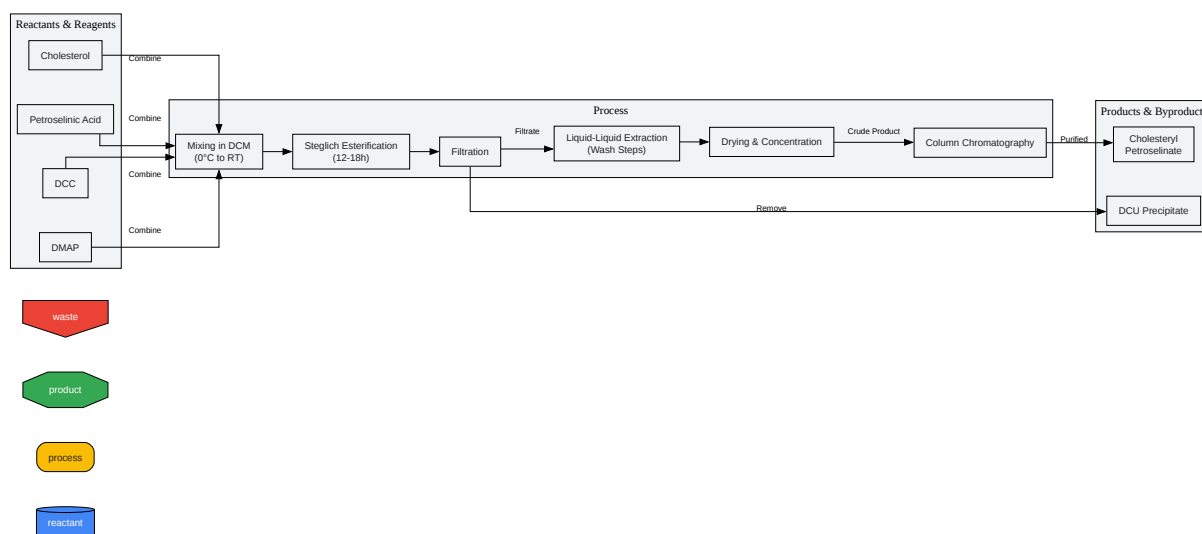 Reactants & Reagents
Cholesterol
Combine
Petroselinic Acid
Combine
DCC
Combine
DMAP
Combine
Process
Mixing in DCM
(0°C to RT)
Steglich Esterification
(12-18h)
Filtration
Filtrate
Liquid-Liquid Extraction
(Wash Steps)
Drying & Concentration
Crude Product
Column Chromatography
Purified
Remove
Products & Byproduct
Cholesteryl
Petroselinate
DCU Precipitate
waste
product
process
reactant